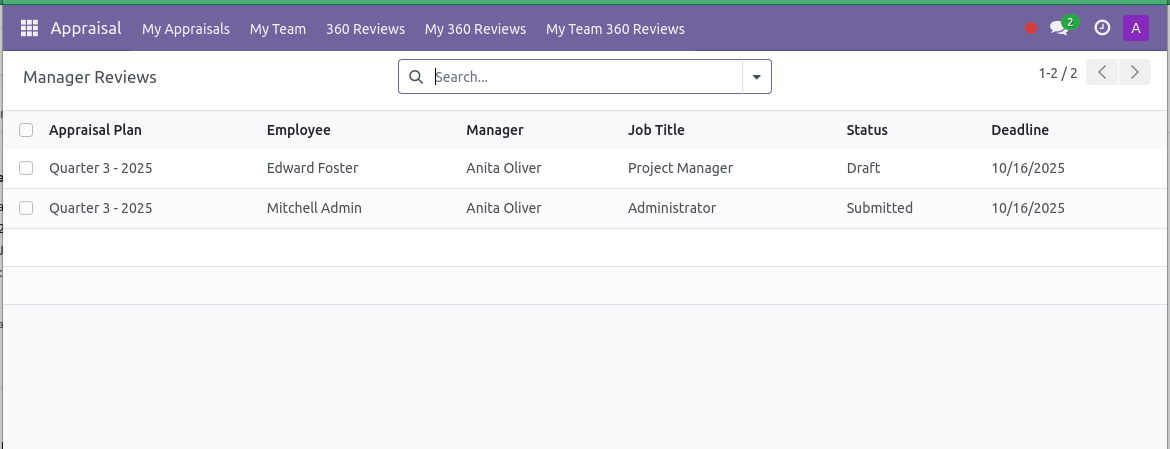 Appraisal My Appraisals My Team 360 Reviews My 360 Reviews My Team 360 Reviews 2 A
Manager Reviews Search... 1-2 / 2
Appraisal Plan Employee Manager Job Title Status Deadline
Quarter 3 - 2025 Edward Foster Anita Oliver Project Manager Draft 10/16/2025
Quarter 3 - 2025 Mitchell Admin Anita Oliver Administrator Submitted 10/16/2025